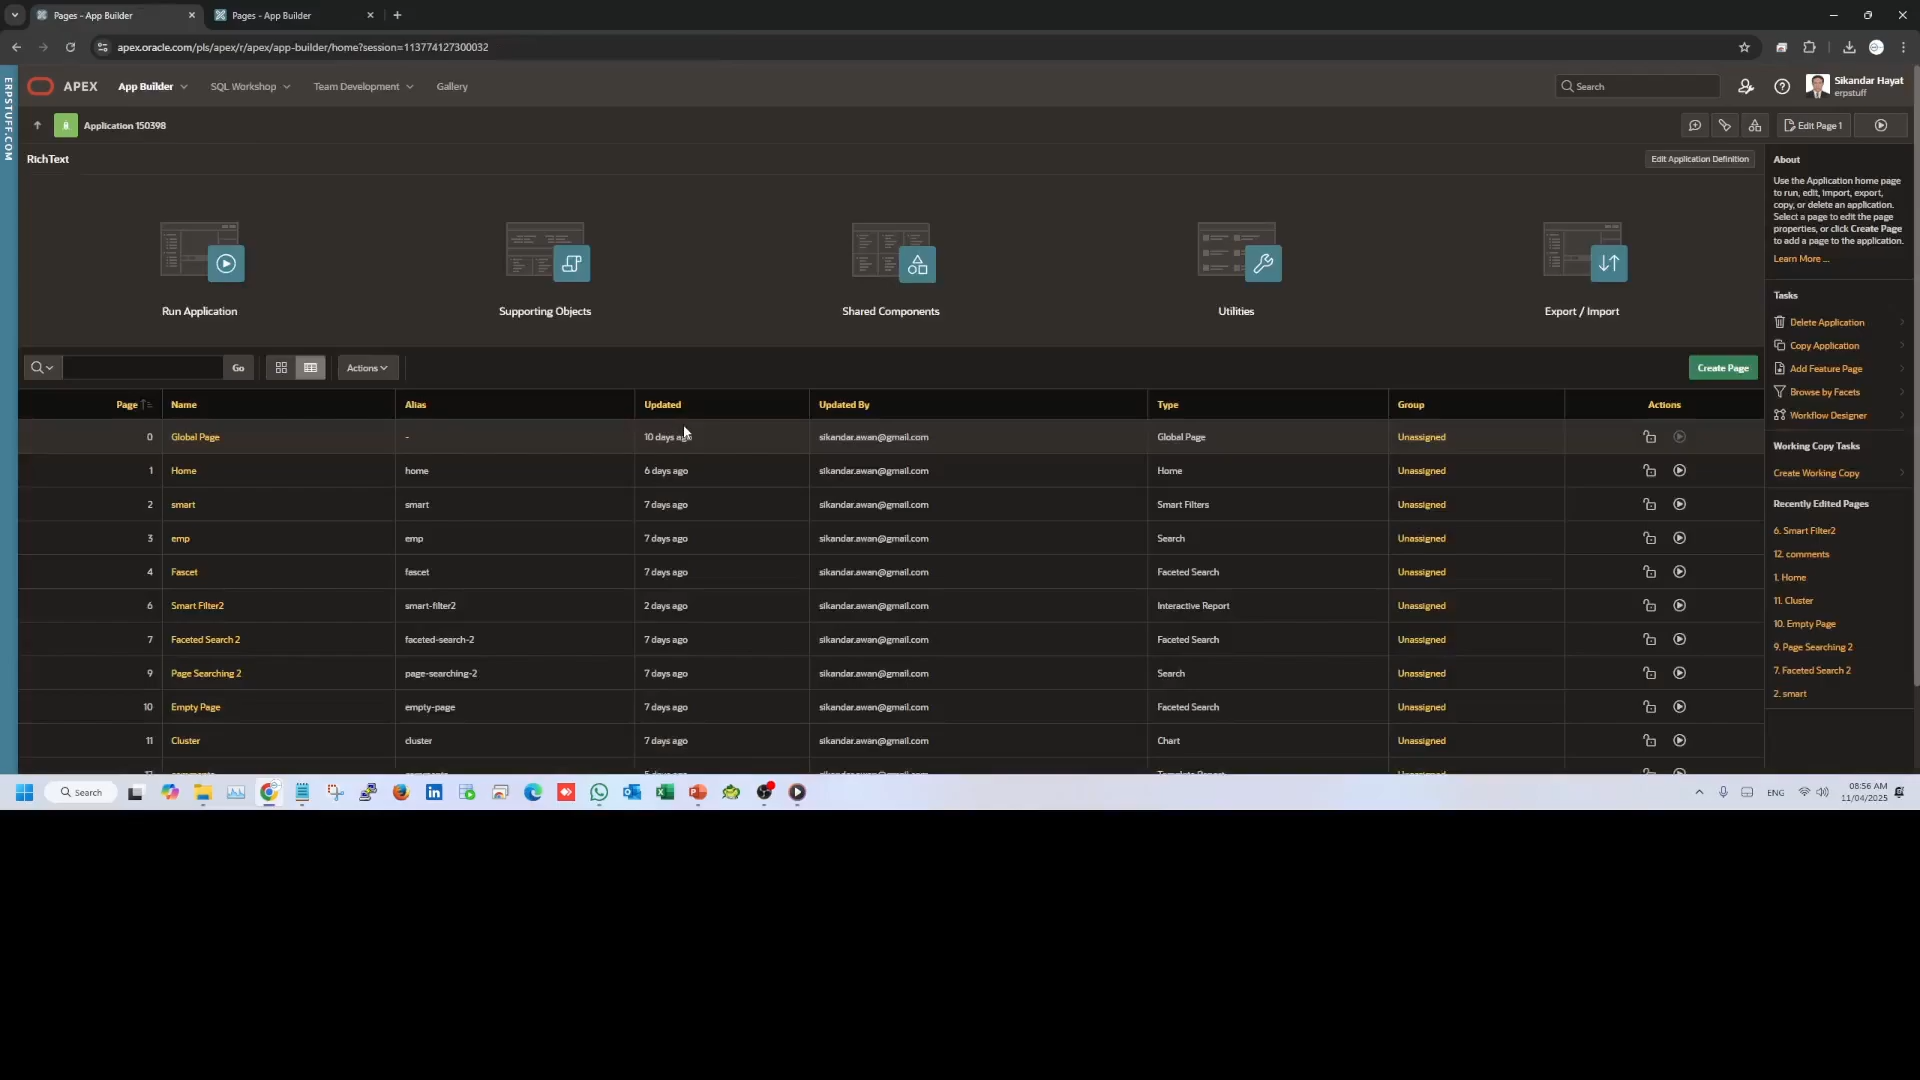 Pages - App Builder
Pages - App Builder
apex.oracle.com/pls/apex/r/apex/app-builder/home?session=113774127300032
ERPSTUFF.COM
APEX App Builder SQL Workshop Team Development Gallery Search Sikandar Hayat
erpstuff
Application 150398 Edit Page 1
RichText Edit Application Definition
Run Application Supporting Objects Shared Components Utilities Export / Import
Go Actions Create Page
Page Name Alias Updated Updated By Type Group Actions
0 Global Page - 10 days ago sikandar.awan@gmail.com Global Page Unassigned
1 Home home 6 days ago sikandar.awan@gmail.com Home Unassigned
2 smart smart 7 days ago sikandar.awan@gmail.com Smart Filters Unassigned
3 emp emp 7 days ago sikandar.awan@gmail.com Search Unassigned
4 Fascet fascet 7 days ago sikandar.awan@gmail.com Faceted Search Unassigned
6 Smart Filter2 smart-filter2 2 days ago sikandar.awan@gmail.com Interactive Report Unassigned
7 Faceted Search 2 faceted-search-2 7 days ago sikandar.awan@gmail.com Faceted Search Unassigned
9 Page Searching 2 page-searching-2 7 days ago sikandar.awan@gmail.com Search Unassigned
10 Empty Page empty-page 7 days ago sikandar.awan@gmail.com Faceted Search Unassigned
11 Cluster cluster 7 days ago sikandar.awan@gmail.com Chart Unassigned
About
Use the Application home page
to run, edit, import, export,
copy, or delete an application.
Select a page to edit the page
properties, or click Create Page
to add a page to the application.
Learn More ...
Tasks
Delete Application
Copy Application
Add Feature Page
Browse by Facets
Workflow Designer
Working Copy Tasks
Create Working Copy
Recently Edited Pages
6. Smart Filter2
12. comments
1. Home
11. Cluster
10. Empty Page
9. Page Searching 2
7. Faceted Search 2
2. smart
Search ENG 08:56 AM
11/04/2025